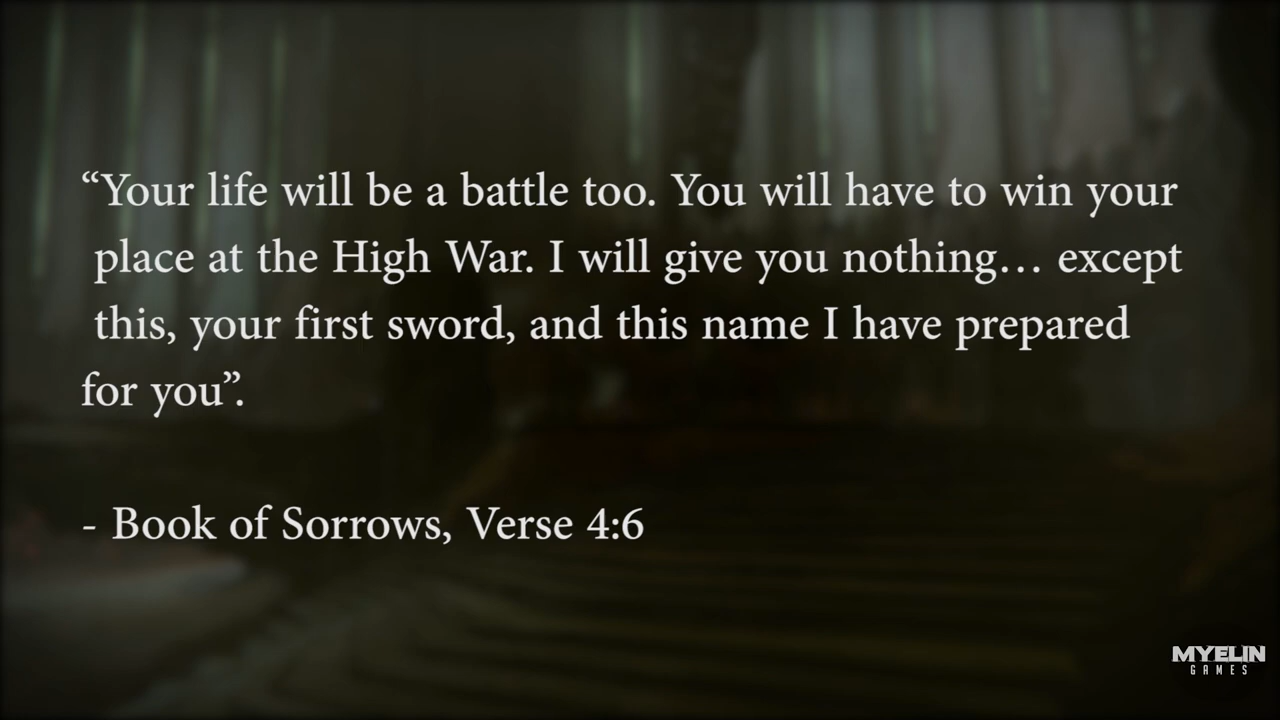 “Your life will be a battle too. You will have to win your
place at the High War. I will give you nothing… except
this, your first sword, and this name I have prepared
for you”.
- Book of Sorrows, Verse 4:6
MYELIN
GAMES